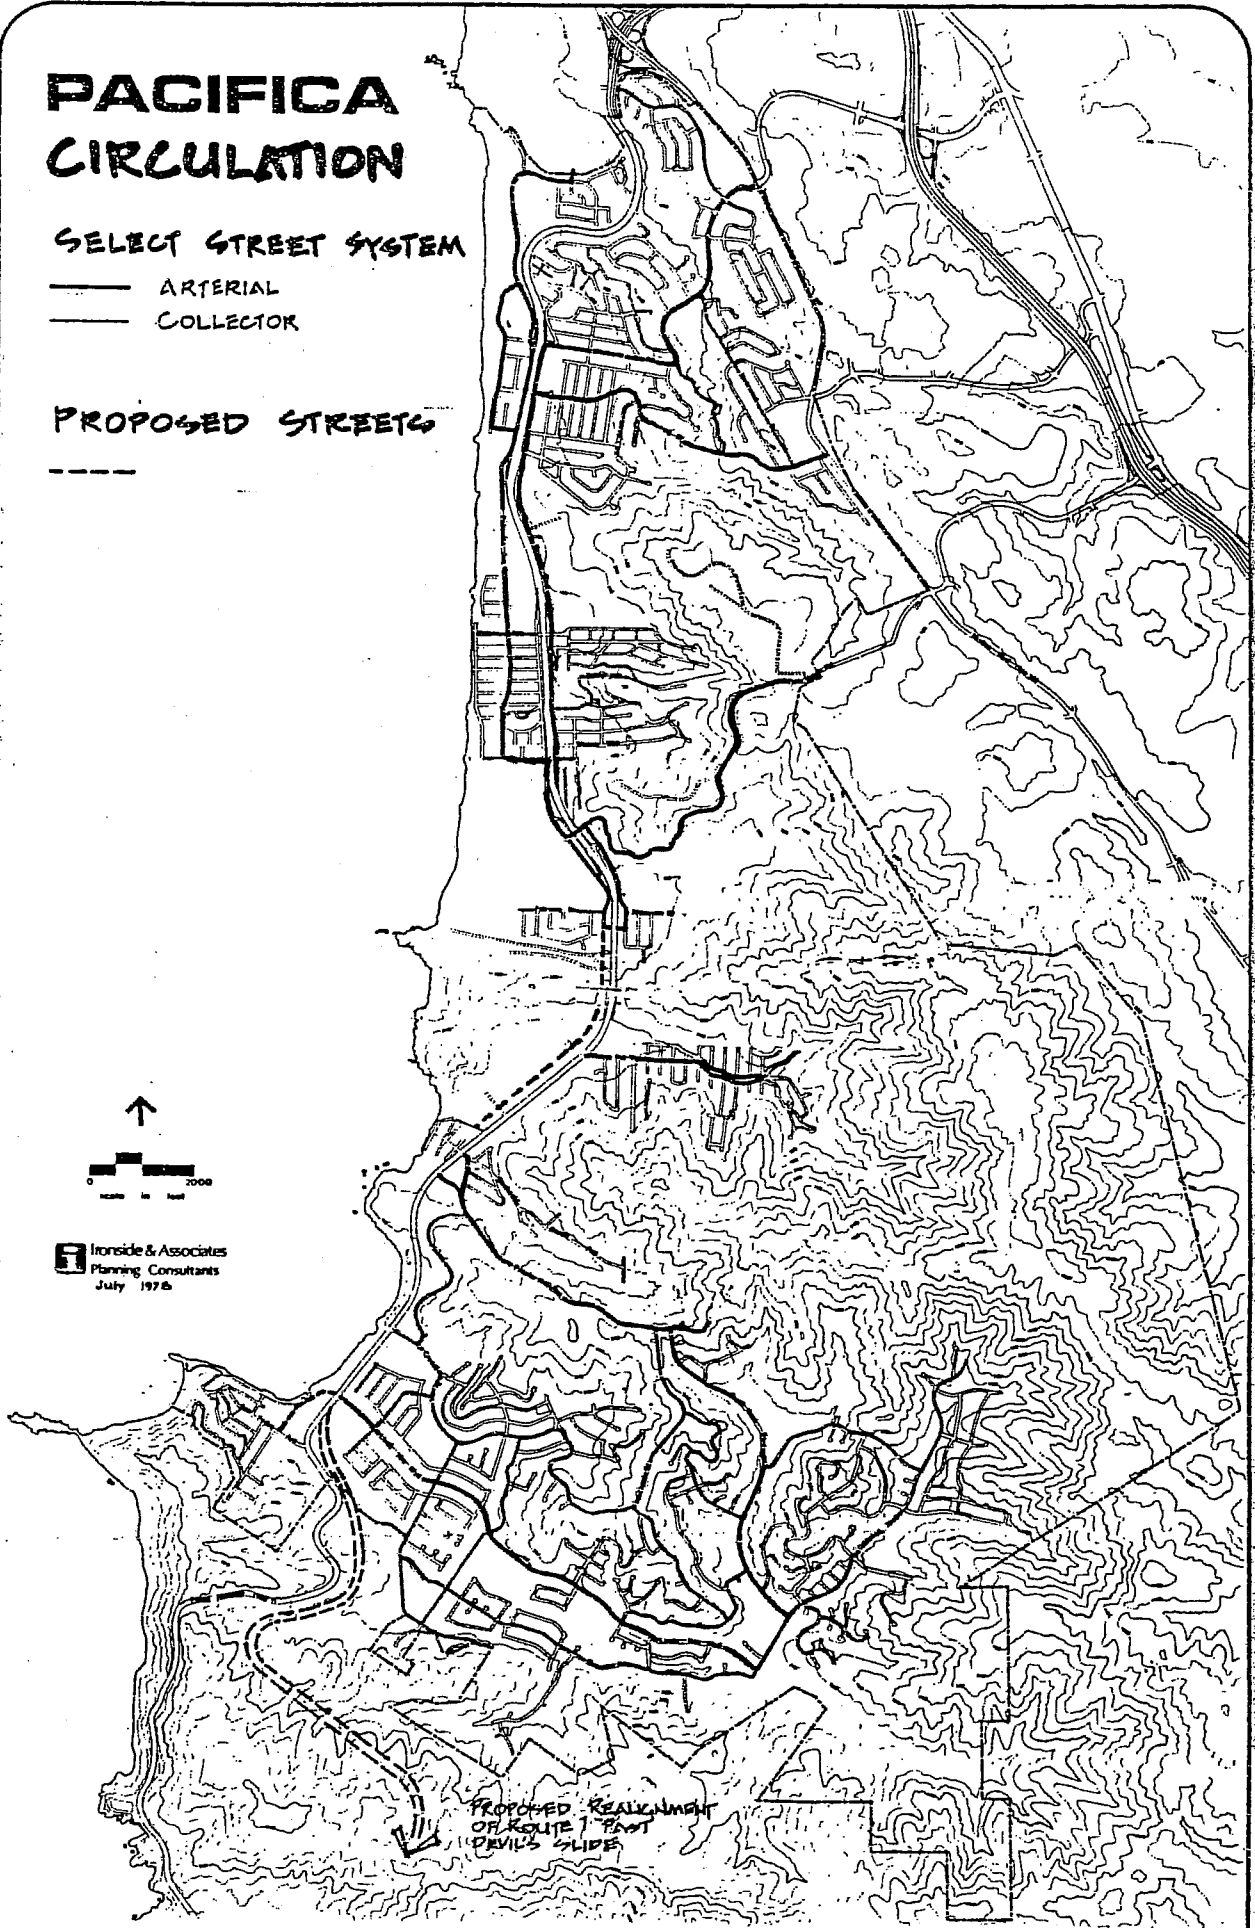 PACIFICA
CIRCULATION
SELECT STREET SYSTEM
ARTERIAL
COLLECTOR
PROPOSED STREETS
0 2000
scale in feet
i Ironside & Associates
Planning Consultants
July 1978
PROPOSED REALIGNMENT
OF ROUTE 1 PAST
DEVIL'S SLIDE